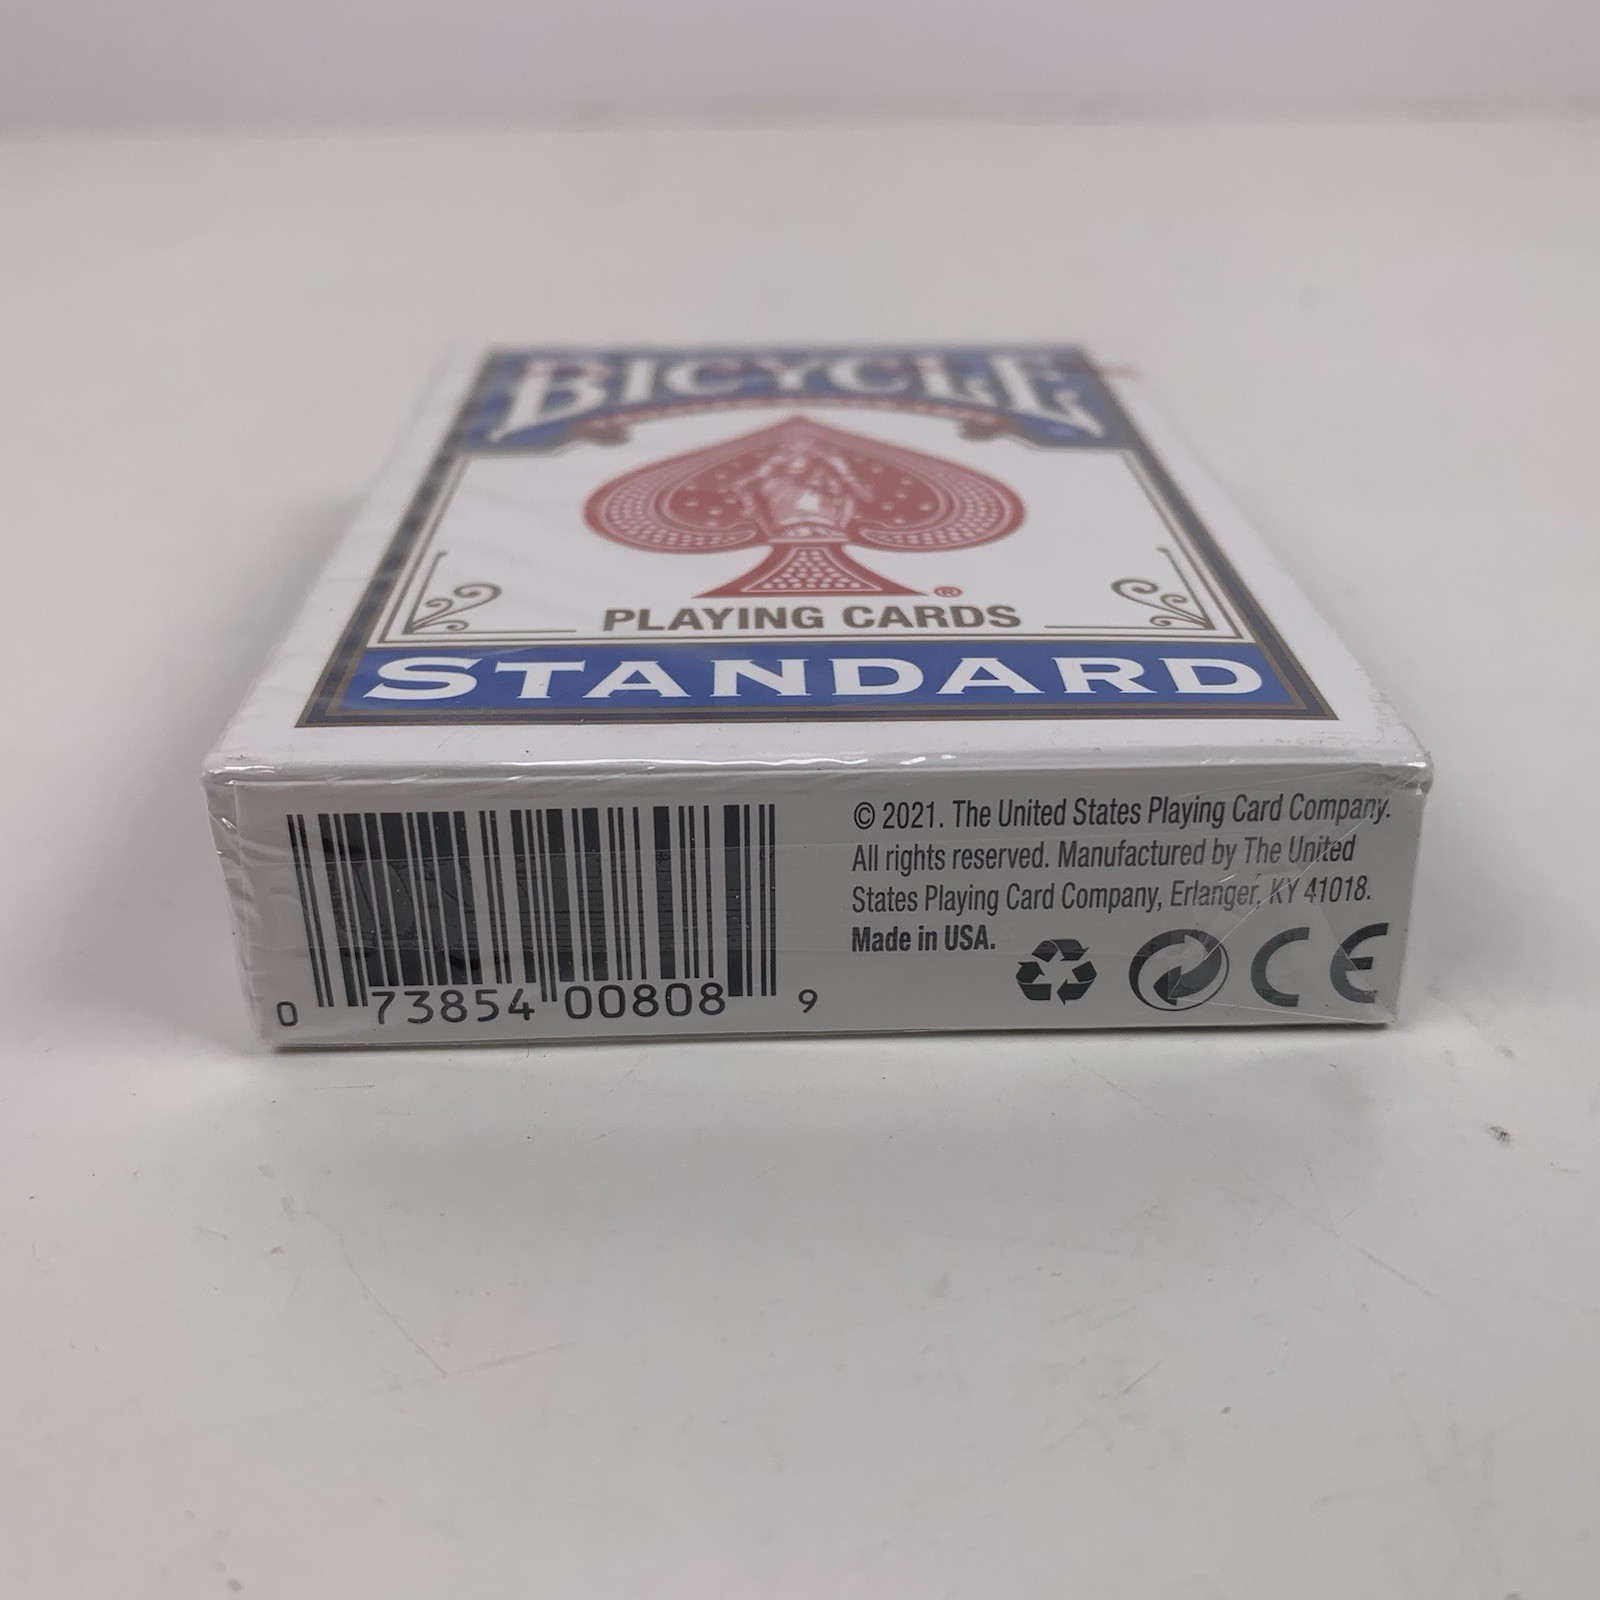 BICYCLE
®
PLAYING CARDS
STANDARD
© 2021. The United States Playing Card Company.
All rights reserved. Manufactured by The United
States Playing Card Company, Erlanger, KY 41018.
Made in USA.
CE
0 73854 00808 9